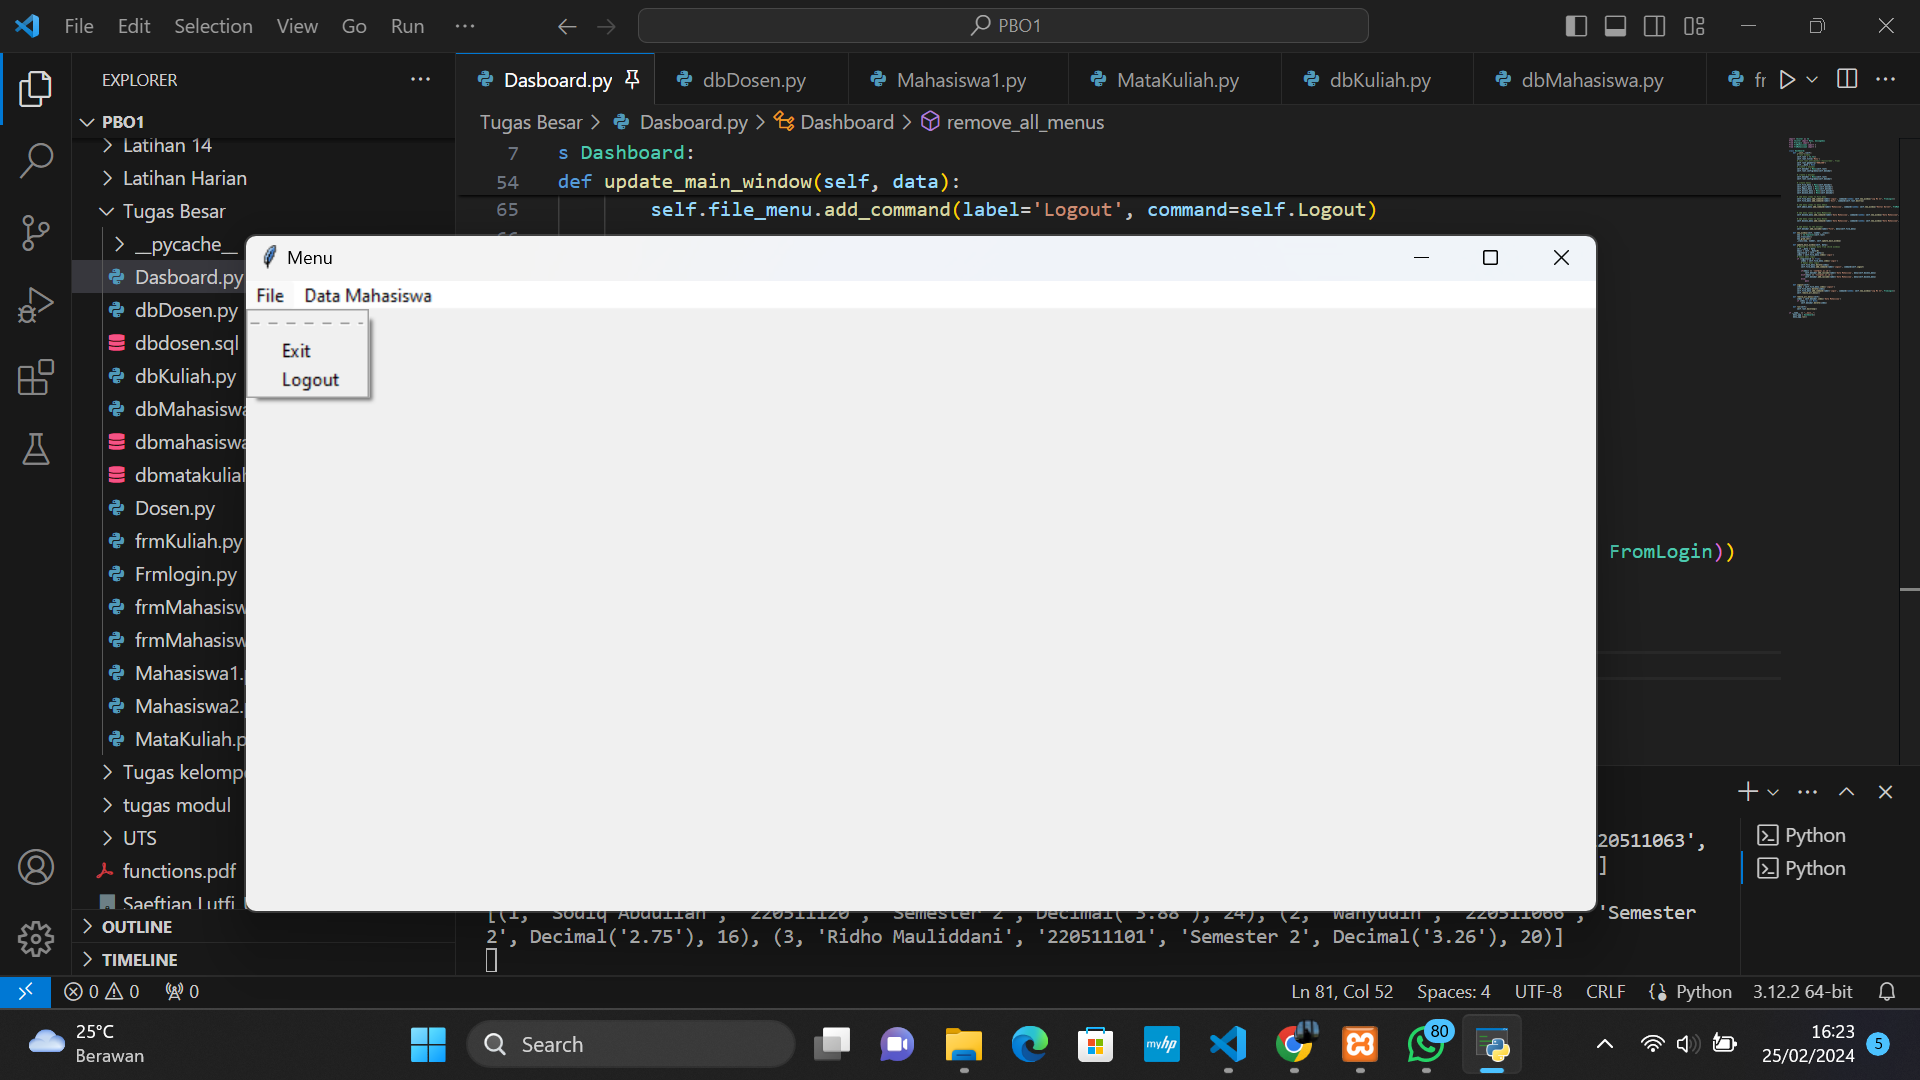 File Edit Selection View Go Run ···
PBO1
EXPLORER
PBO1
Latihan 14
Latihan Harian
Tugas Besar
__pycache__
Dasboard.py
dbDosen.py
dbdosen.sql
dbKuliah.py
dbMahasiswa
dbmahasiswa
dbmatakuliah
Dosen.py
frmKuliah.py
Frmlogin.py
frmMahasisw
frmMahasisw
Mahasiswa1.
Mahasiswa2.
MataKuliah.p
Tugas kelomp
tugas modul
UTS
functions.pdf
Saeftian Lutfi
OUTLINE
TIMELINE
Dasboard.py dbDosen.py Mahasiswa1.py MataKuliah.py dbKuliah.py dbMahasiswa.py fr
Tugas Besar > Dasboard.py > Dashboard > remove_all_menus
7 s Dashboard:
54 def update_main_window(self, data):
65 self.file_menu.add_command(label='Logout', command=self.Logout)
Menu
File Data Mahasiswa
Exit
Logout
FromLogin))
20511063',
]
[(1, 'Sodiq Abdullah', '220511120', 'Semester 2', Decimal('3.88'), 24), (2, 'Wahyudin', '220511066', 'Semester
2', Decimal('2.75'), 16), (3, 'Ridho Mauliddani', '220511101', 'Semester 2', Decimal('3.26'), 20)]
Python
Python
0 0 0
Ln 81, Col 52 Spaces: 4 UTF-8 CRLF Python 3.12.2 64-bit
25°C
Berawan
Search
myhp
80
16:23
25/02/2024
5